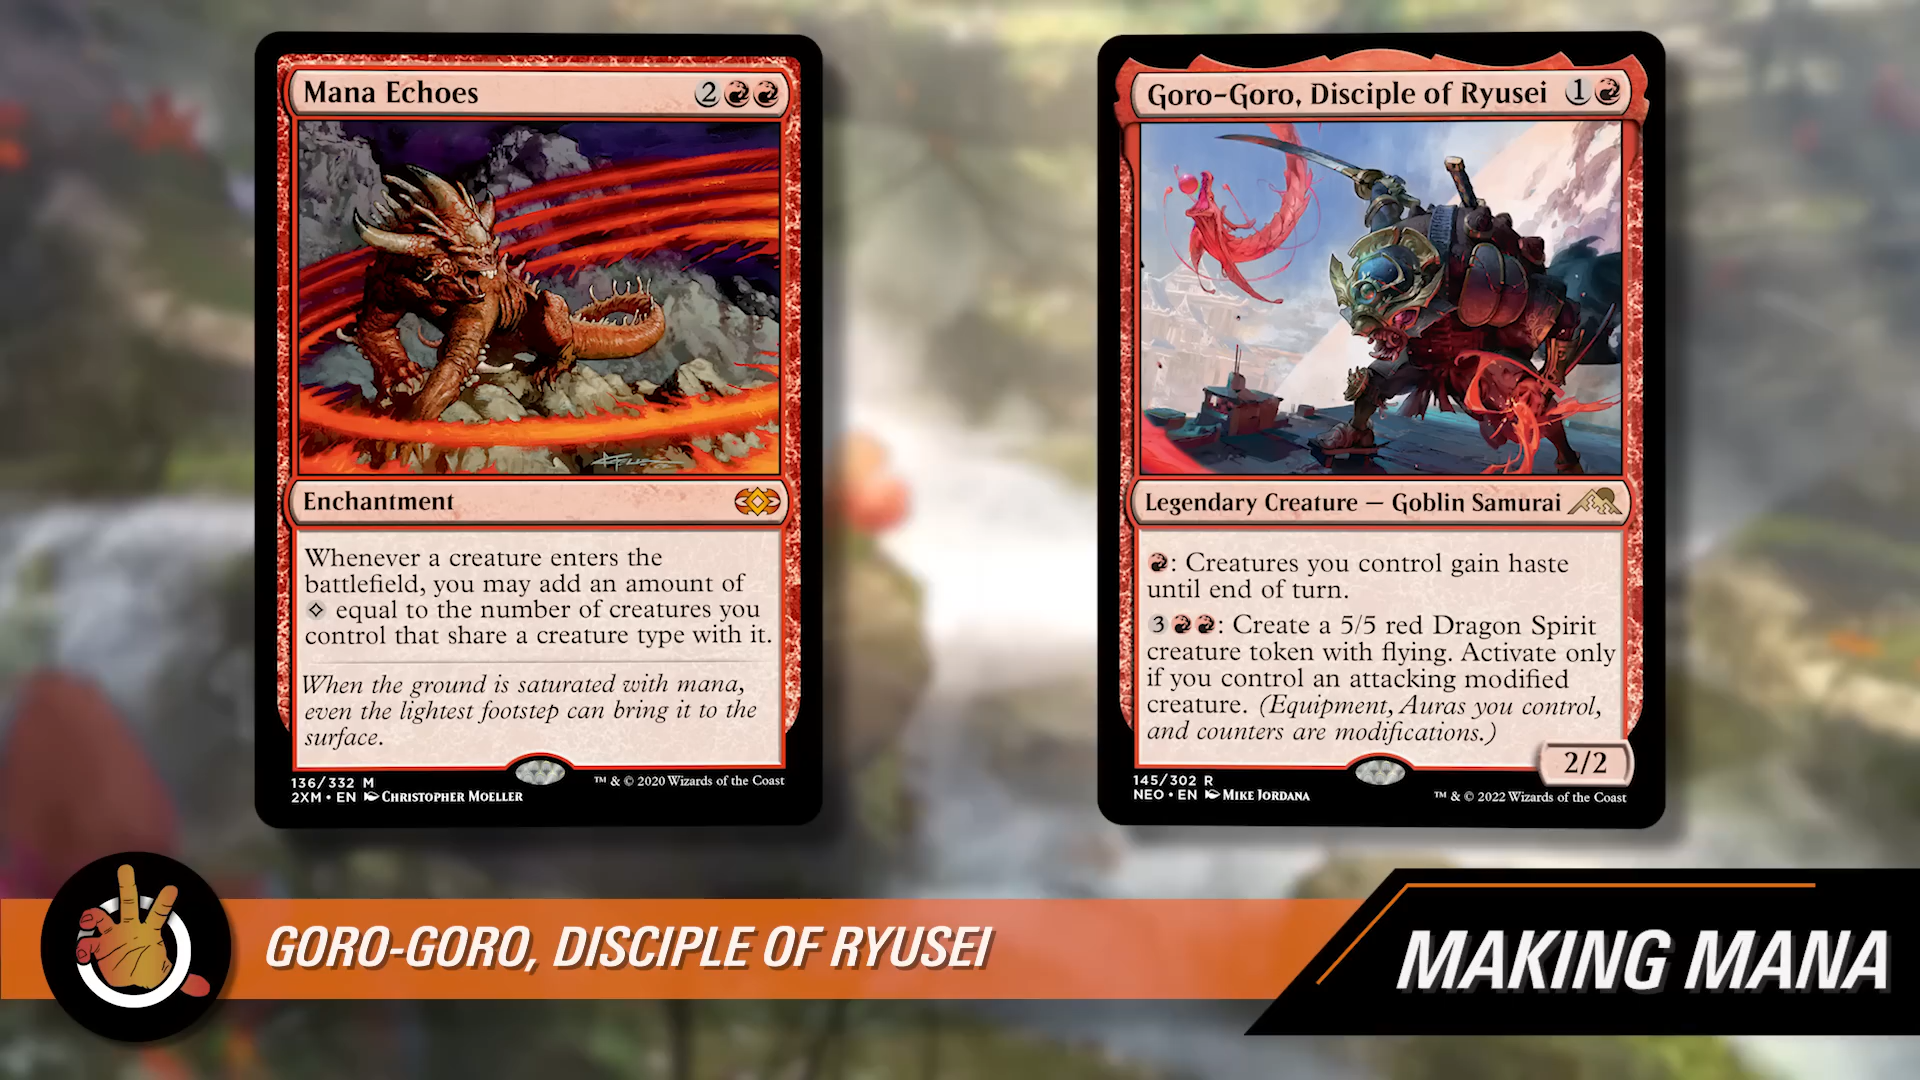 Mana Echoes 2
Enchantment
Whenever a creature enters the
battlefield, you may add an amount of
equal to the number of creatures you
control that share a creature type with it.
When the ground is saturated with mana,
even the lightest footstep can bring it to the
surface.
136/332 M
2XM • EN Christopher Moeller
™ & © 2020 Wizards of the Coast
Goro-Goro, Disciple of Ryusei 1
Legendary Creature — Goblin Samurai
: Creatures you control gain haste
until end of turn.
3 : Create a 5/5 red Dragon Spirit
creature token with flying. Activate only
if you control an attacking modified
creature. (Equipment, Auras you control,
and counters are modifications.)
2/2
145/302 R
NEO • EN Mike Jordana
™ & © 2022 Wizards of the Coast
GORO-GORO, DISCIPLE OF RYUSEI
MAKING MANA